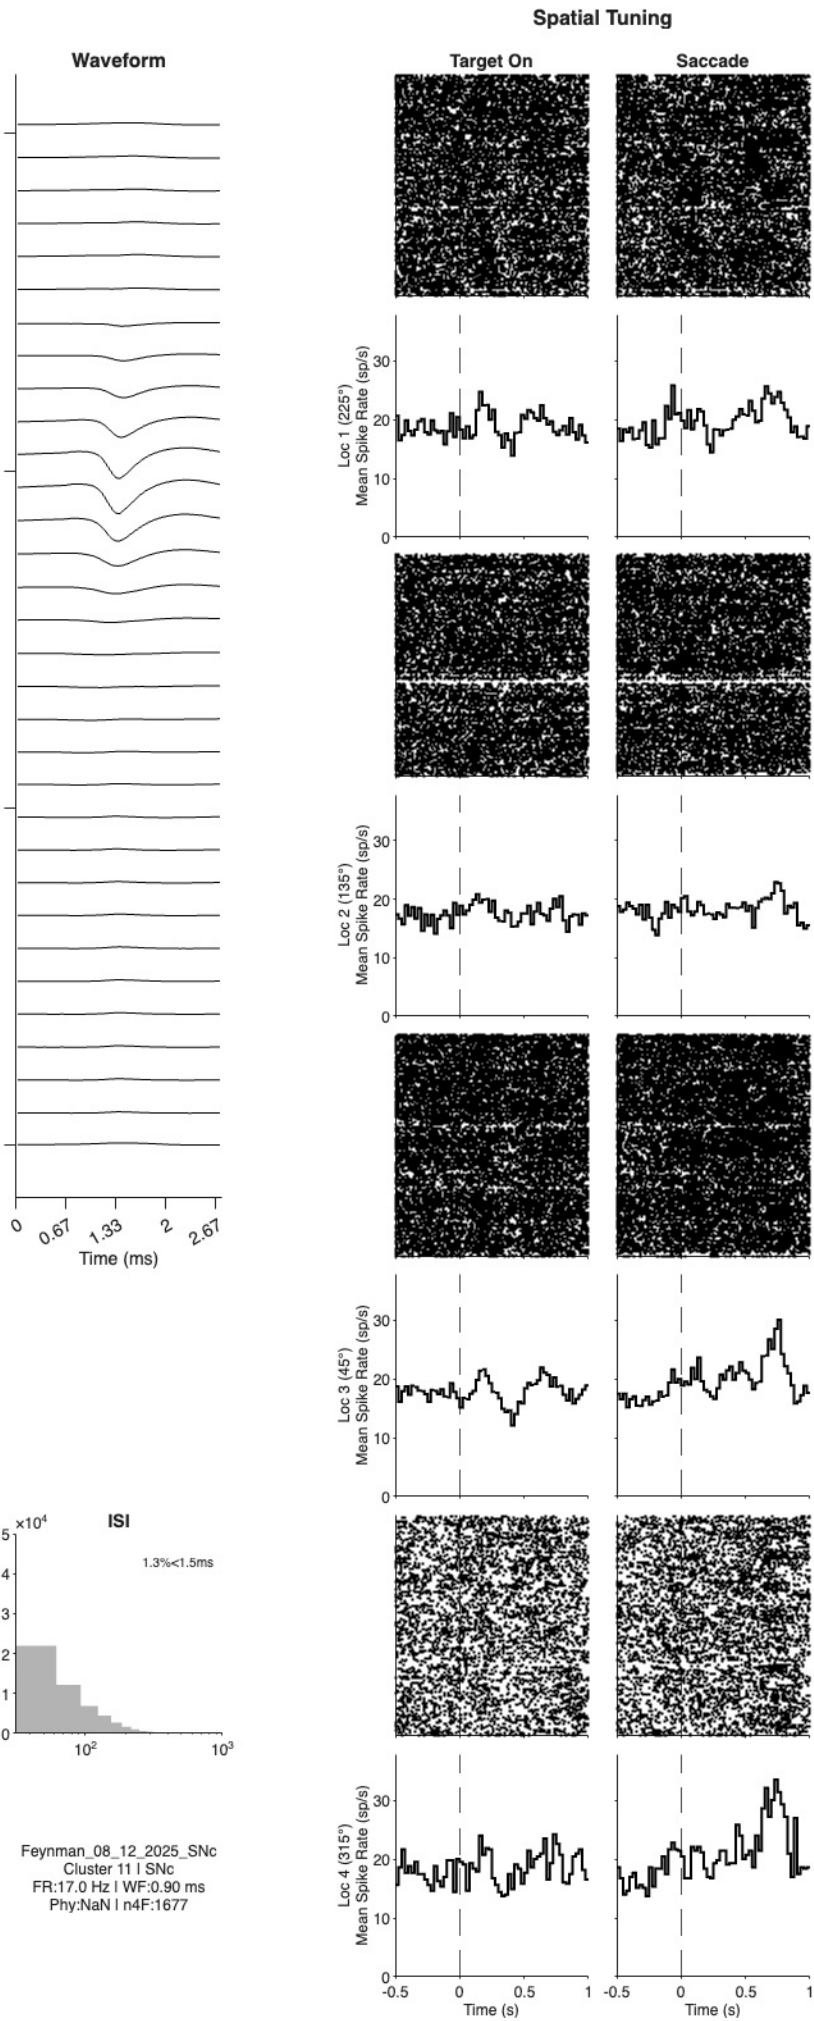 Spatial Tuning
Waveform
Target On
Saccade
Loc 1 (225°)
Mean Spike Rate (sp/s)
30
20
10
0
Loc 2 (135°)
Mean Spike Rate (sp/s)
30
20
10
0
0
0.67
1.33
2
2.67
Time (ms)
Loc 3 (45°)
Mean Spike Rate (sp/s)
30
20
10
0
ISI
×10⁴
5
4
3
2
1
0
1.3%<1.5ms
10²
10³
Feynman_08_12_2025_SNc
Cluster 11 | SNc
FR:17.0 Hz | WF:0.90 ms
Phy:NaN | n4F:1677
Loc 4 (315°)
Mean Spike Rate (sp/s)
30
20
10
0
-0.5 0 0.5 1
Time (s)
-0.5 0 0.5 1
Time (s)